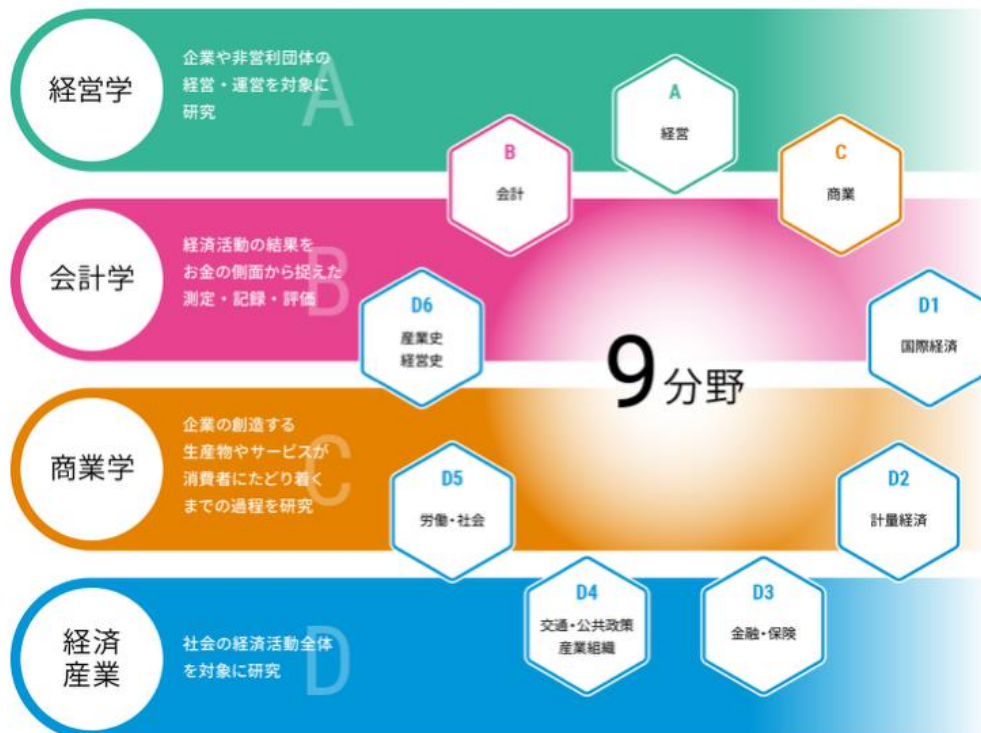 経営学
企業や非営利団体の
経営・運営を対象に
研究
A
会計学
経済活動の結果を
お金の側面から捉えた
測定・記録・評価
B
商業学
企業の創造する
生産物やサービスが
消費者にたどり着く
までの過程を研究
C
経済
産業
社会の経済活動全体
を対象に研究
D
9分野
A
経営
B
会計
C
商業
D1
国際経済
D2
計量経済
D3
金融・保険
D4
交通・公共政策
産業組織
D5
労働・社会
D6
産業史
経営史